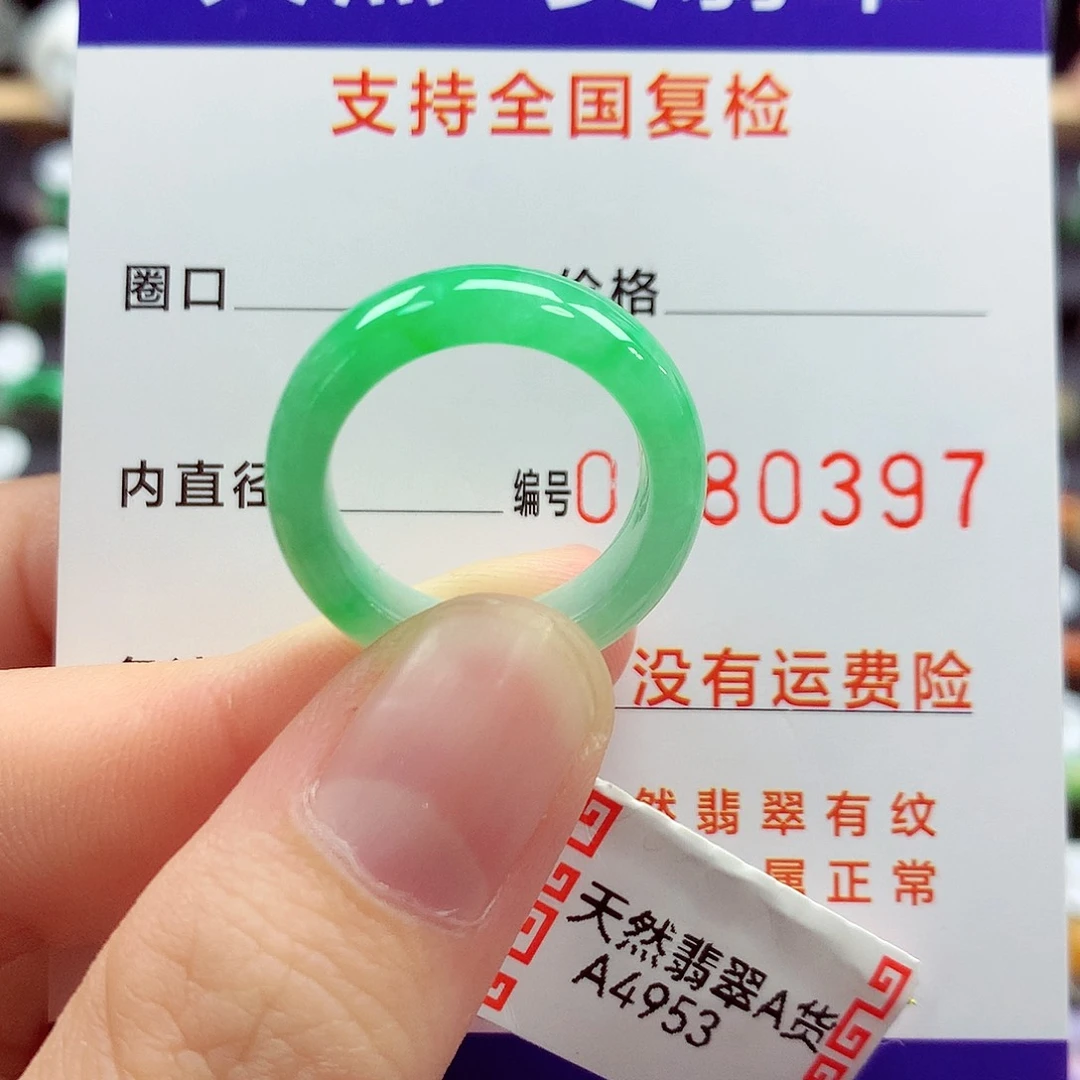 支持全国复检
圈口 价格
内直径 编号 0 80397
没有运费险
然翡翠有纹
属正常
天然翡翠A货
A4953